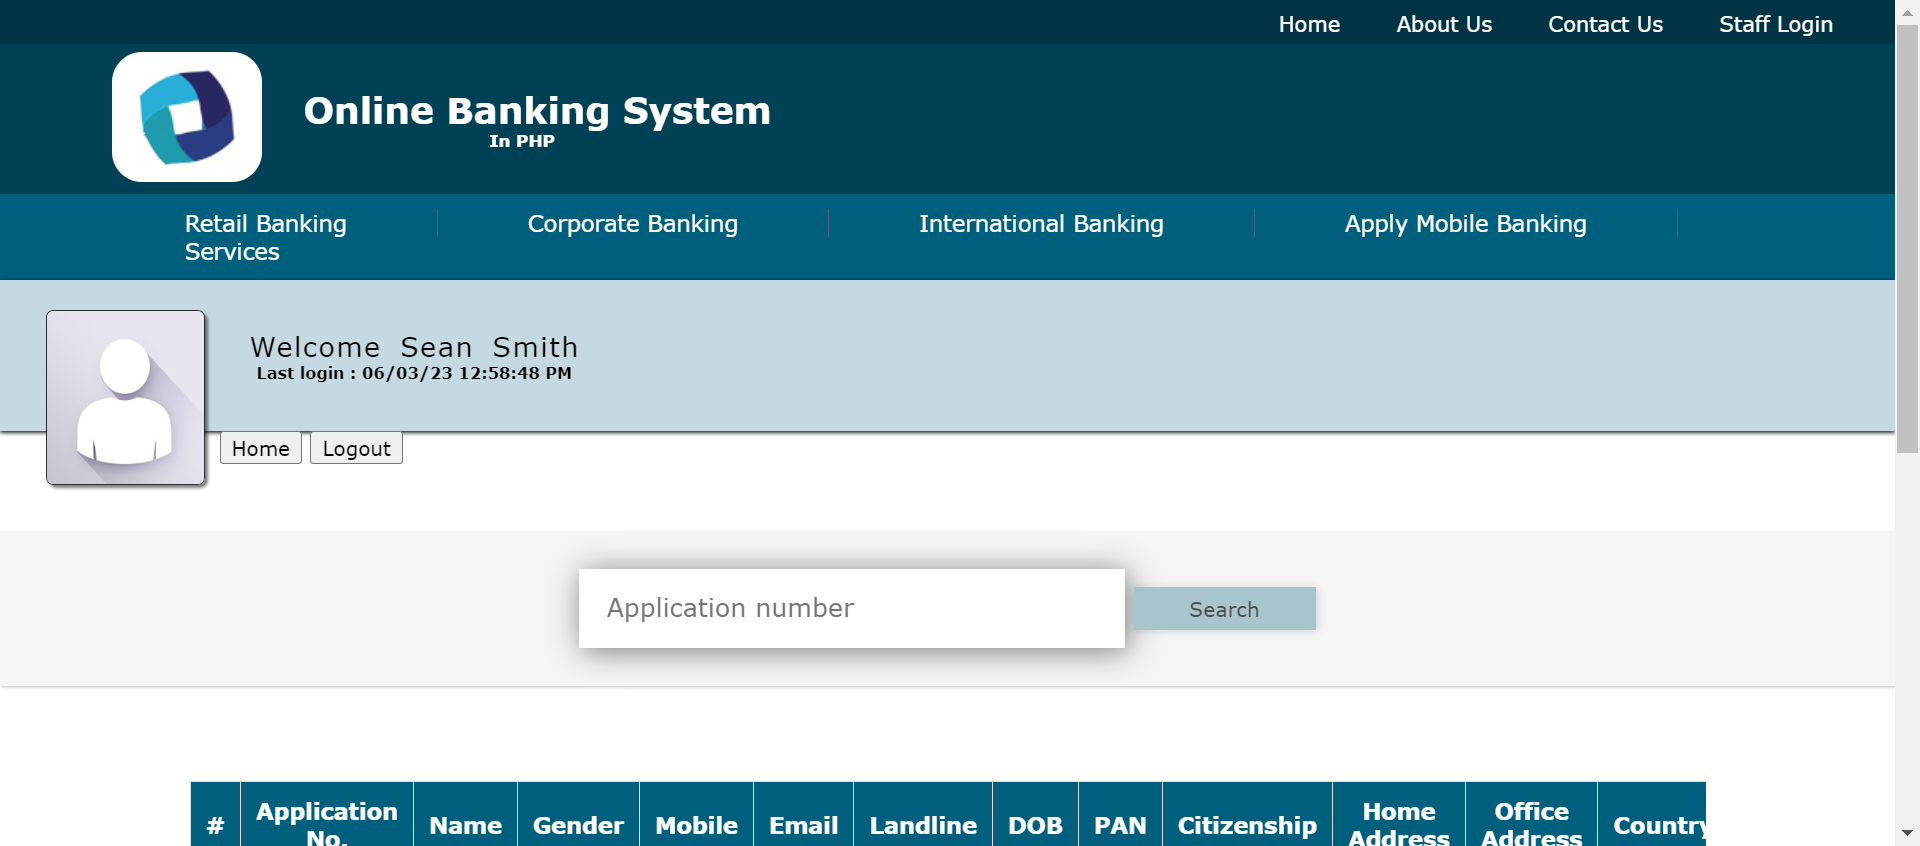 Home About Us Contact Us Staff Login
Online Banking System
In PHP
Retail Banking Corporate Banking International Banking Apply Mobile Banking
Services
Welcome Sean Smith
Last login : 06/03/23 12:58:48 PM
Home Logout
Application number Search
# Application No. Name Gender Mobile Email Landline DOB PAN Citizenship Home Address Office Address Country